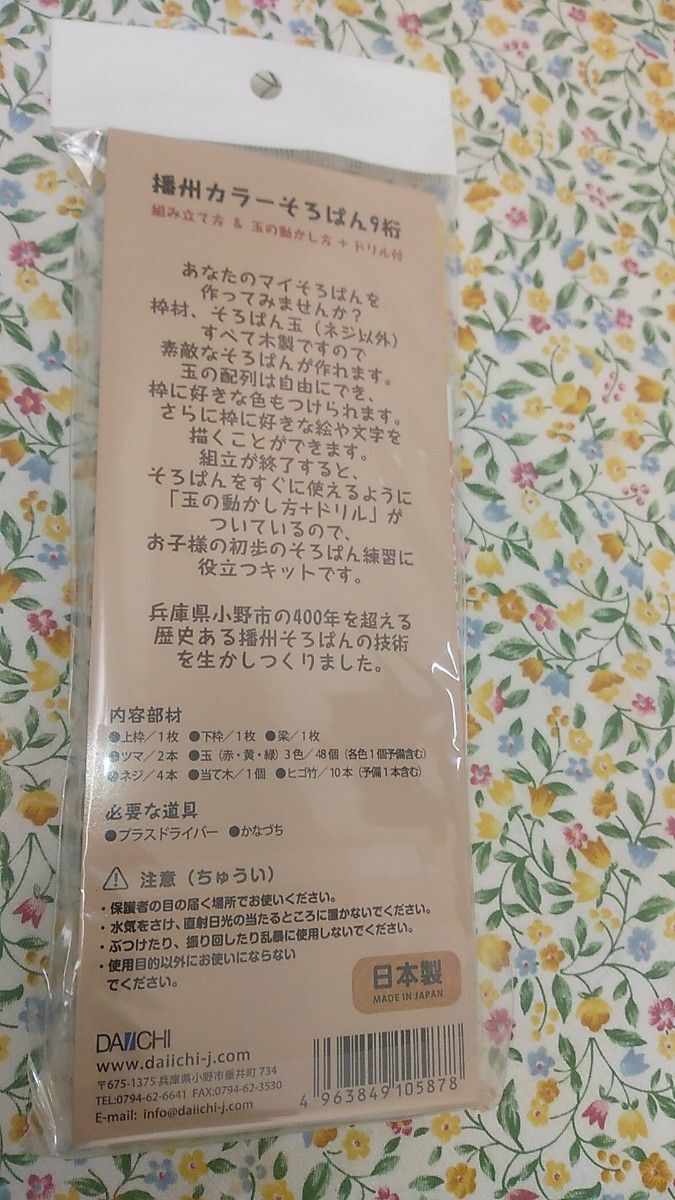 播州カラーそろばん9桁
組み立て方 & 玉の動かし方 + ドリル付
あなたのマイそろばんを
作ってみませんか?
枠材、そろばん玉(ネジ以外)
すべて木製ですので
素敵なそろばんが作れます。
玉の配列は自由にでき、
枠に好きな色もつけられます。
さらに枠に好きな絵や文字を
描くことができます。
組立が終了すると、
そろばんをすぐに使えるように
「玉の動かし方+ドリル」が
ついているので、
お子様の初歩のそろばん練習に
役立つキットです。
兵庫県小野市の400年を超える
歴史ある播州そろばんの技術
を生かしつくりました。
内容部材
●上枠/1枚 ●下枠/1枚 ●梁/1枚
●ツマ/2本 ●玉(赤・黄・緑)3色/48個(各色1個予備含む)
●ネジ/4本 ●当て木/1個 ●ヒゴ竹/10本(予備1本含む)
必要な道具
●プラスドライバー ●かなづち
注意(ちゅうい)
・保護者の目の届く場所でお使いください。
・水気をさけ、直射日光の当たるところに置かないでください。
・ぶつけたり、振り回したり乱暴に使用しないでください。
・使用目的以外にお使いにならない
でください。
日本製
MADE IN JAPAN
DAIICHI
www.daiichi-j.com
〒675-1375 兵庫県小野市垂井町734
TEL:0794-62-6641 FAX:0794-62-3530
E-mail: info@daiichi-j.com
4 963849 105878